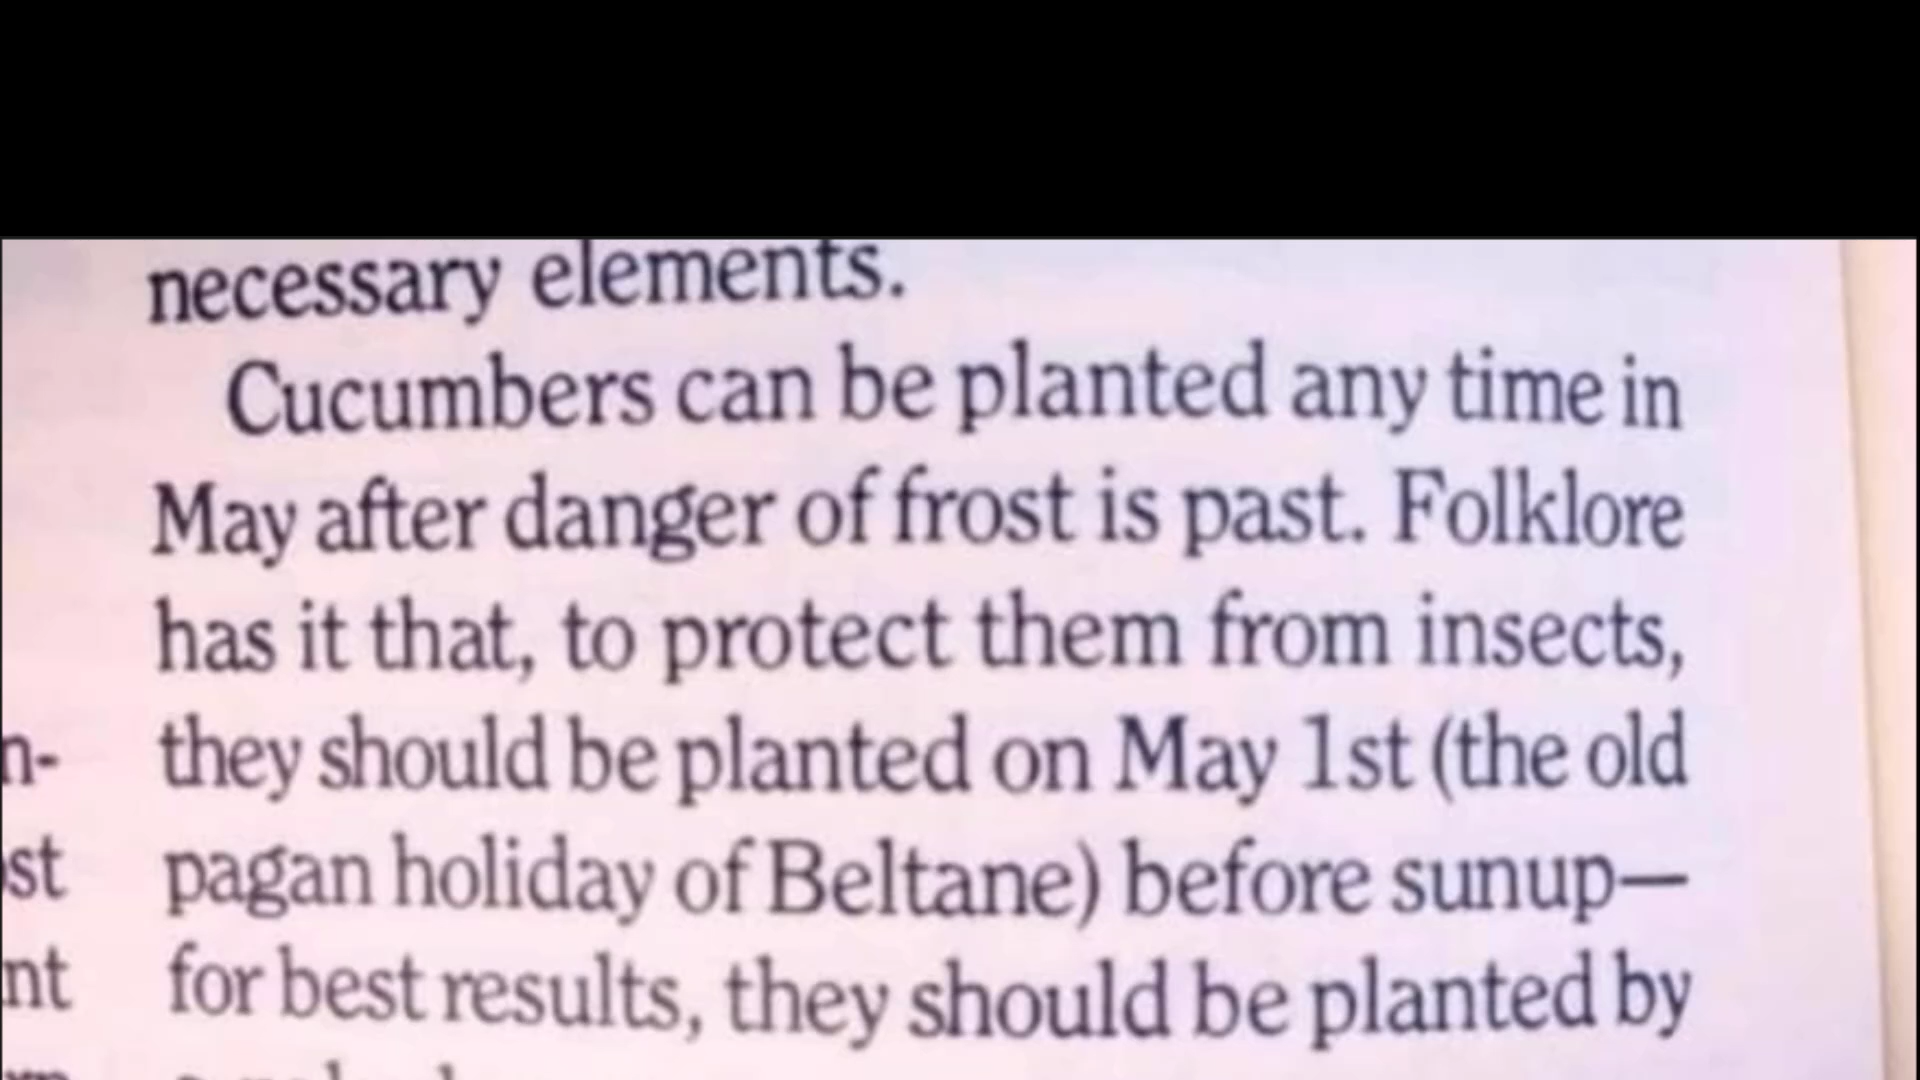 necessary elements.
Cucumbers can be planted any time in
May after danger of frost is past. Folklore
has it that, to protect them from insects,
they should be planted on May 1st (the old
pagan holiday of Beltane) before sunup—
for best results, they should be planted by
n-
st
nt